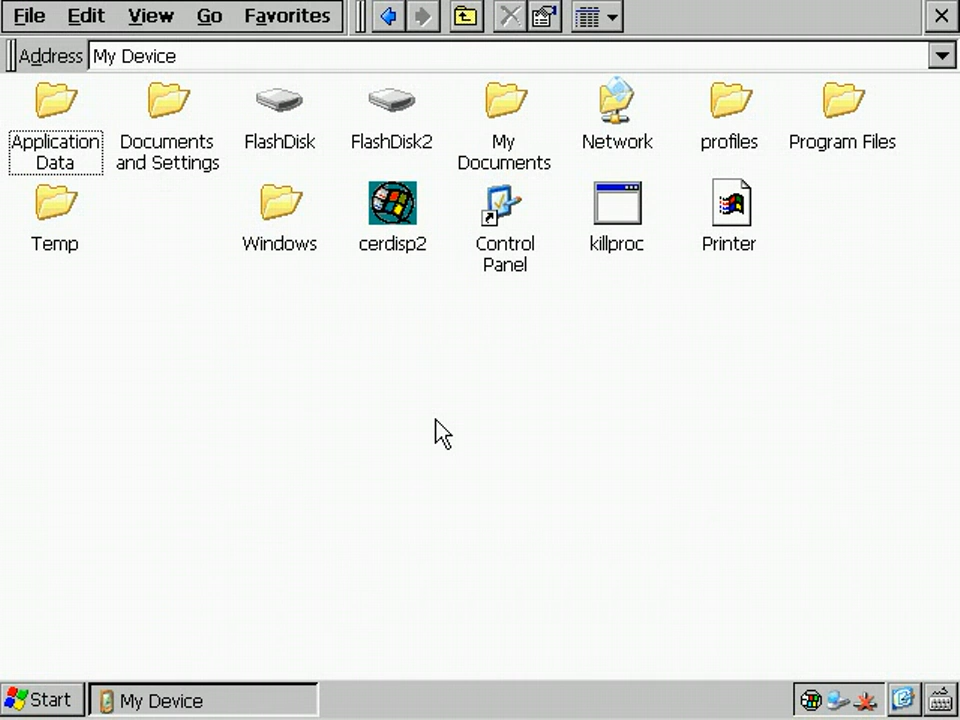 File Edit View Go Favorites
Address My Device
Application Data
Documents and Settings
FlashDisk
FlashDisk2
My Documents
Network
profiles
Program Files
Temp
Windows
cerdisp2
Control Panel
killproc
Printer
Start My Device